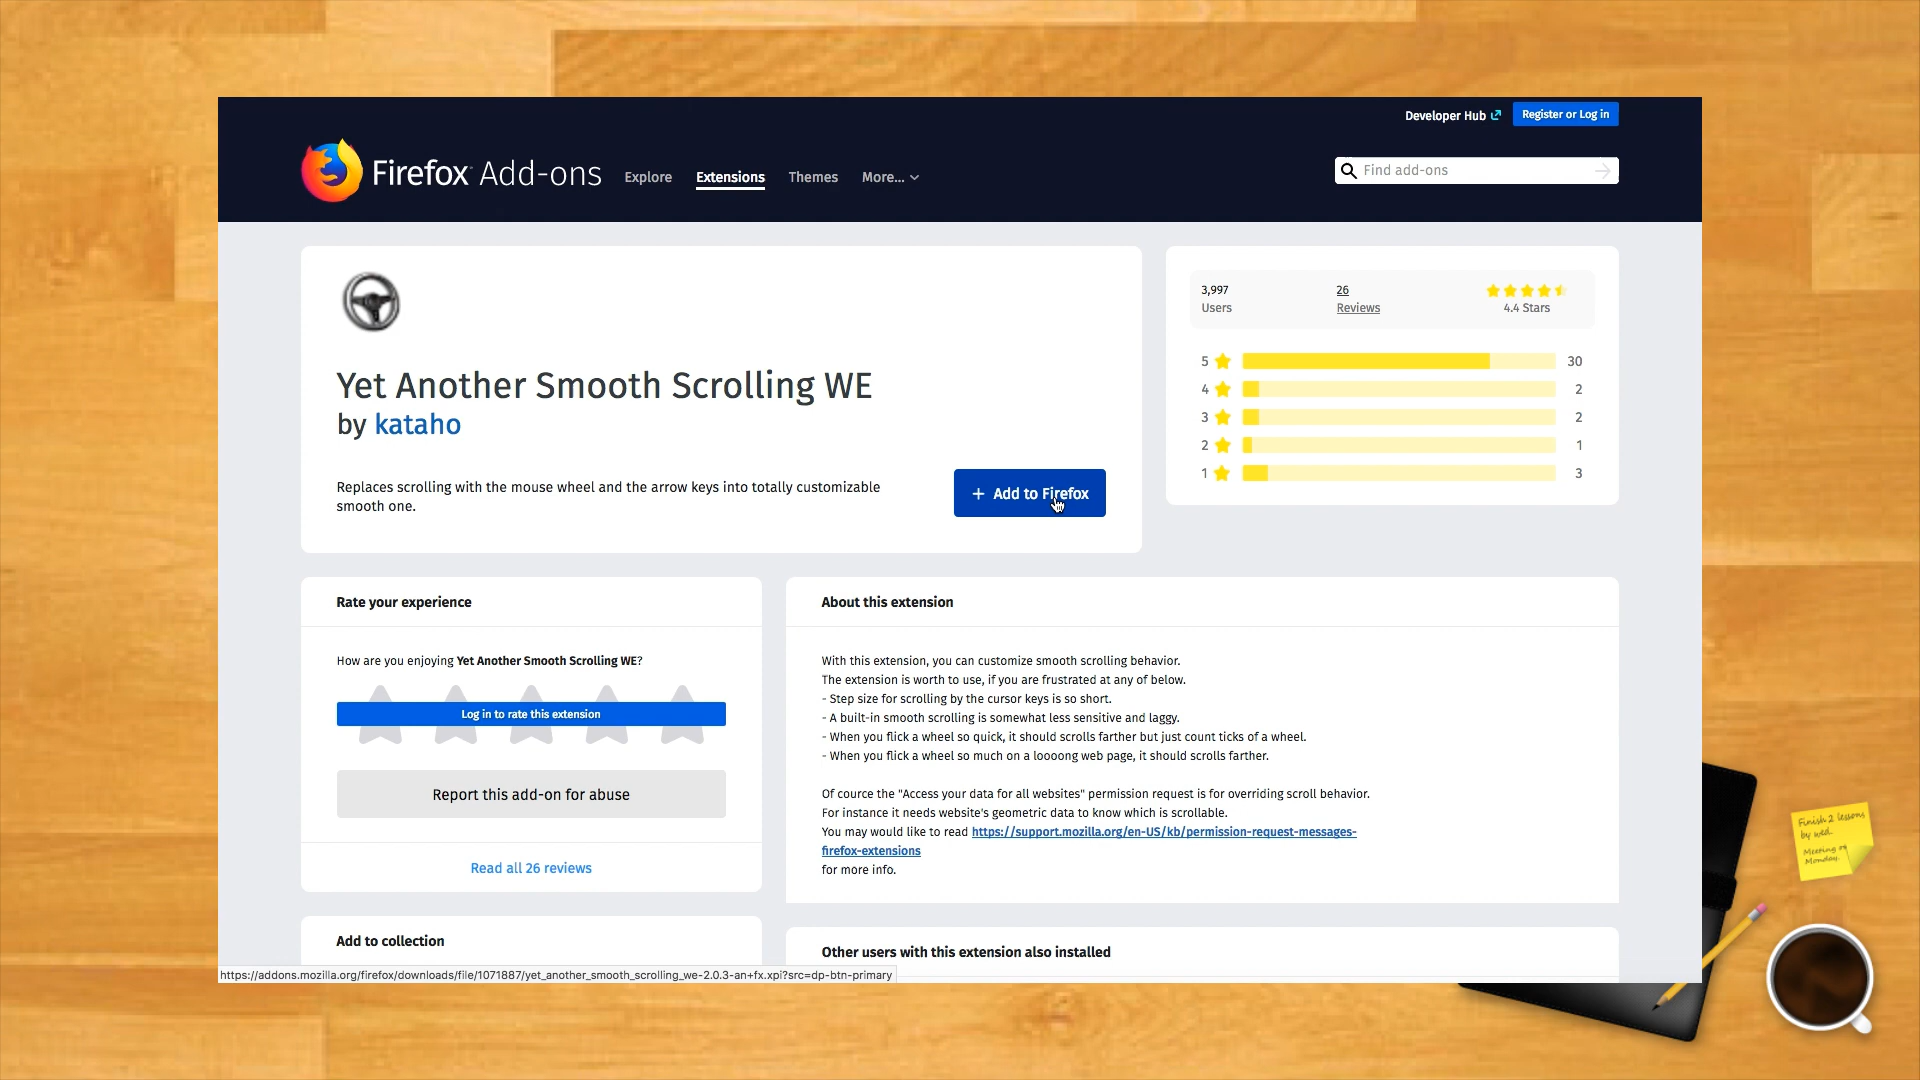 Developer Hub
Register or Log in
Firefox Add-ons
Explore
Extensions
Themes
More...
Find add-ons
Yet Another Smooth Scrolling WE
by kataho
Replaces scrolling with the mouse wheel and the arrow keys into totally customizable
smooth one.
+ Add to Firefox
3,997
Users
26
Reviews
4.4 Stars
5 30
4 2
3 2
2 1
1 3
Rate your experience
How are you enjoying Yet Another Smooth Scrolling WE?
Log in to rate this extension
Report this add-on for abuse
Read all 26 reviews
Add to collection
About this extension
With this extension, you can customize smooth scrolling behavior.
The extension is worth to use, if you are frustrated at any of below.
- Step size for scrolling by the cursor keys is so short.
- A built-in smooth scrolling is somewhat less sensitive and laggy.
- When you flick a wheel so quick, it should scrolls farther but just count ticks of a wheel.
- When you flick a wheel so much on a loooong web page, it should scrolls farther.
Of cource the "Access your data for all websites" permission request is for overriding scroll behavior.
For instance it needs website's geometric data to know which is scrollable.
You may would like to read https://support.mozilla.org/en-US/kb/permission-request-messages-
firefox-extensions
for more info.
Other users with this extension also installed
https://addons.mozilla.org/firefox/downloads/file/1071887/yet_another_smooth_scrolling_we-2.0.3-an+fx.xpi?src=dp-btn-primary
Finish 2 lessons
by wed.
Meeting on
Monday.